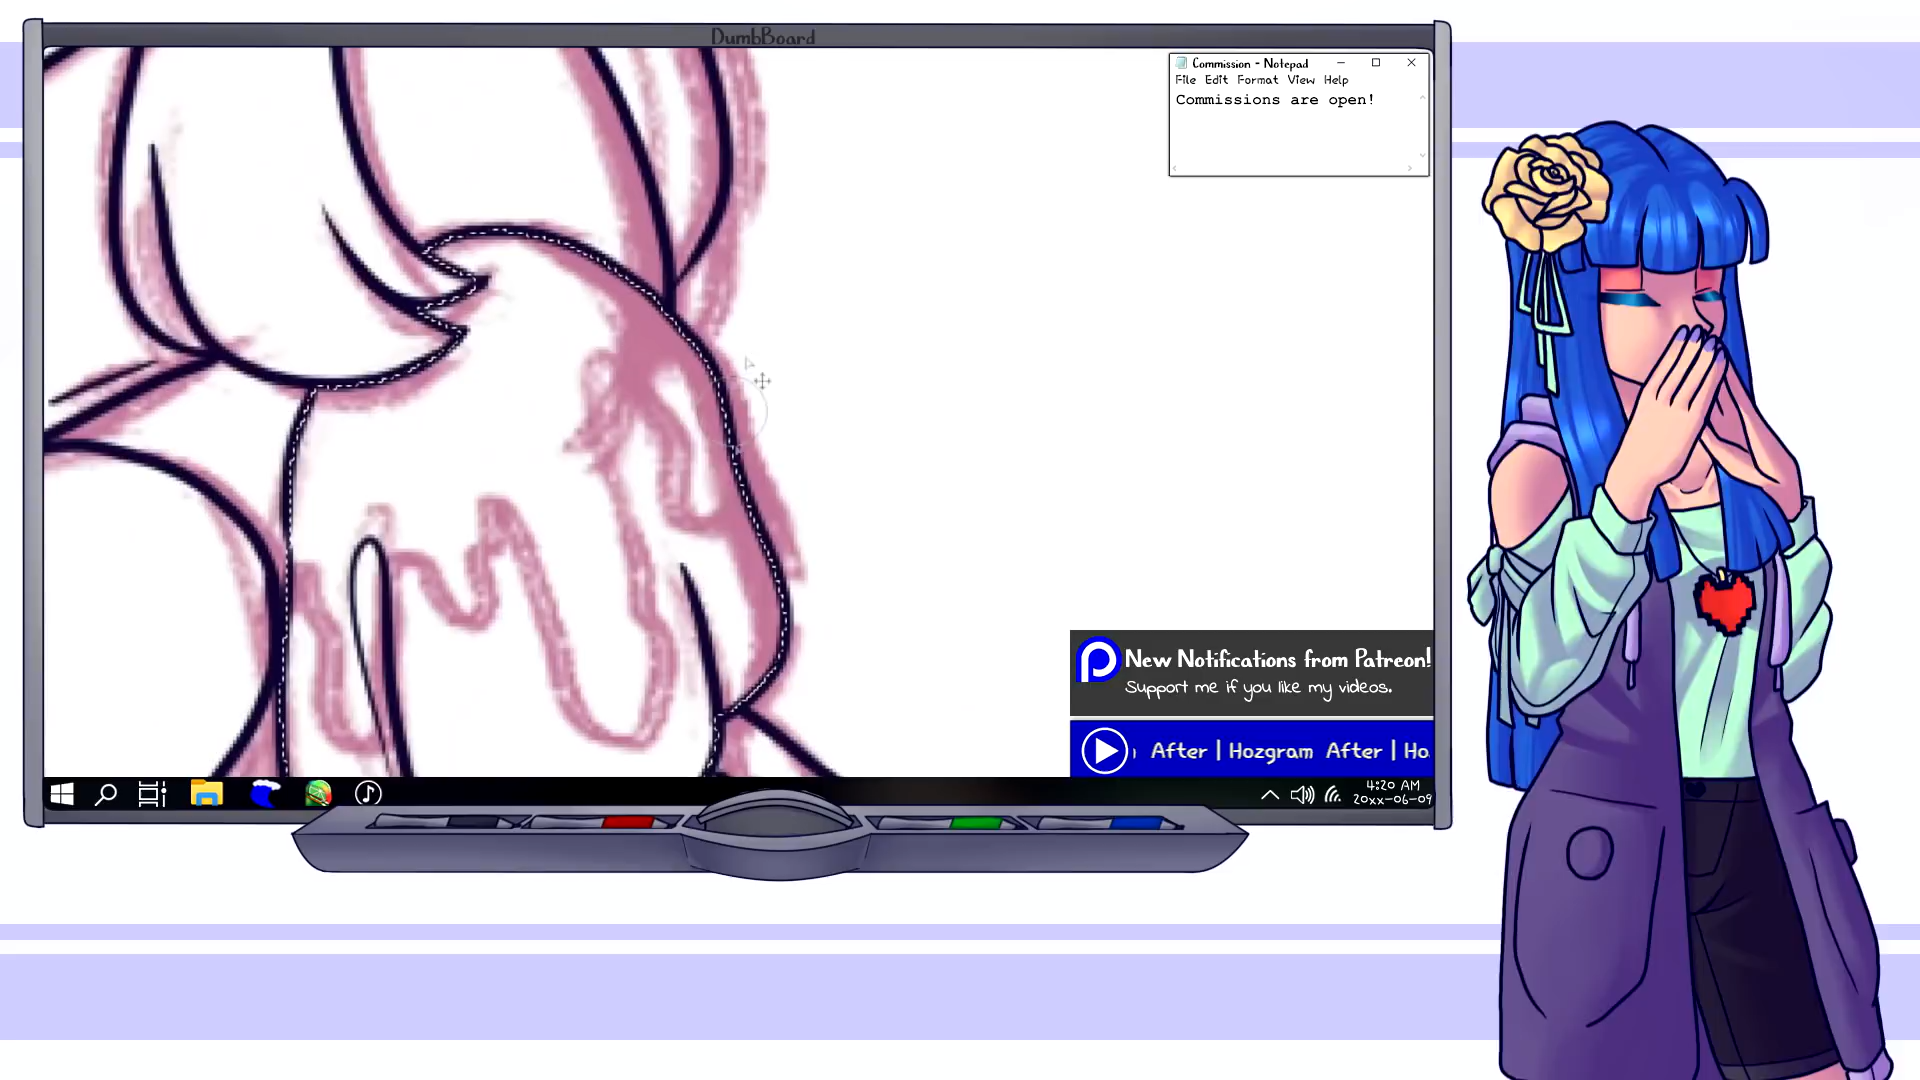 DumbBoard
Commission - Notepad
File Edit Format View Help
Commissions are open!
New Notifications from Patreon!
Support me if you like my videos.
After | Hozgram After | Ho
4:20 AM
20xx-06-09